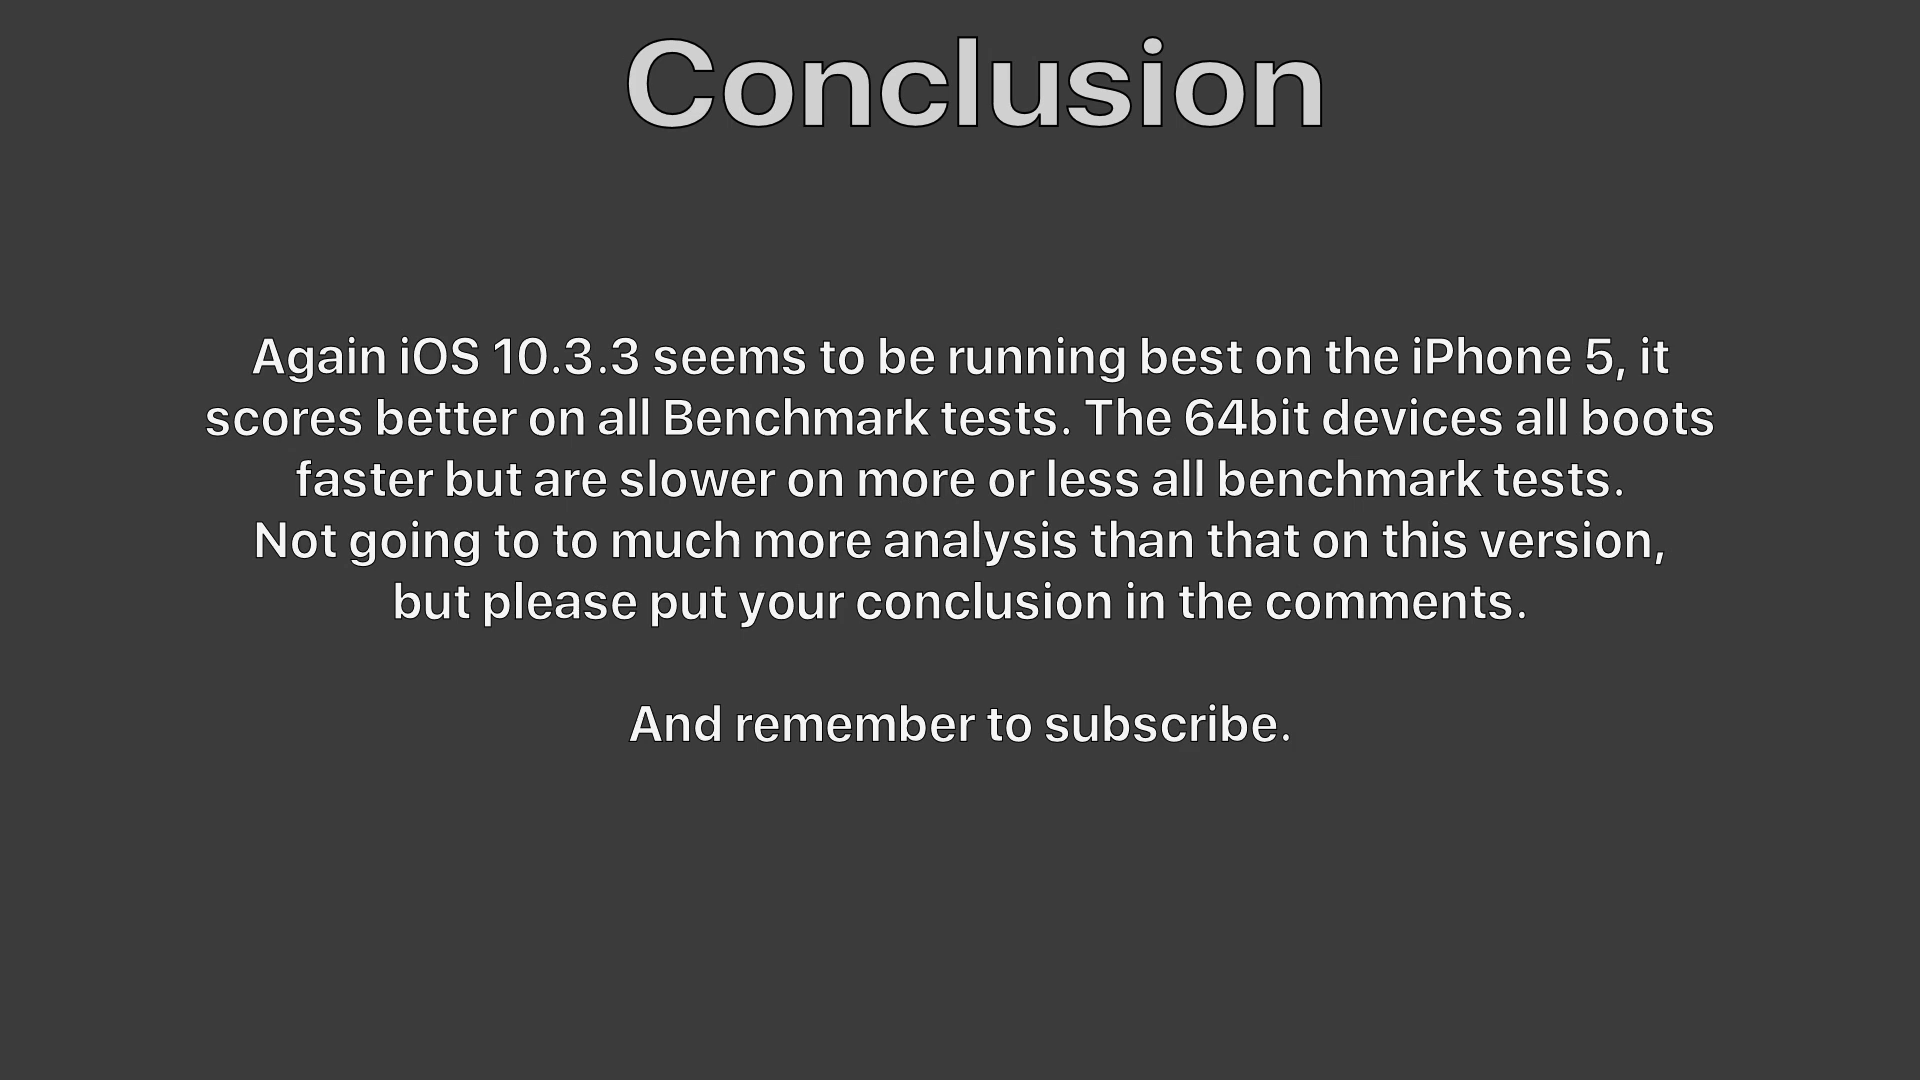 Conclusion
Again iOS 10.3.3 seems to be running best on the iPhone 5, it
scores better on all Benchmark tests. The 64bit devices all boots
faster but are slower on more or less all benchmark tests.
Not going to to much more analysis than that on this version,
but please put your conclusion in the comments.
And remember to subscribe.